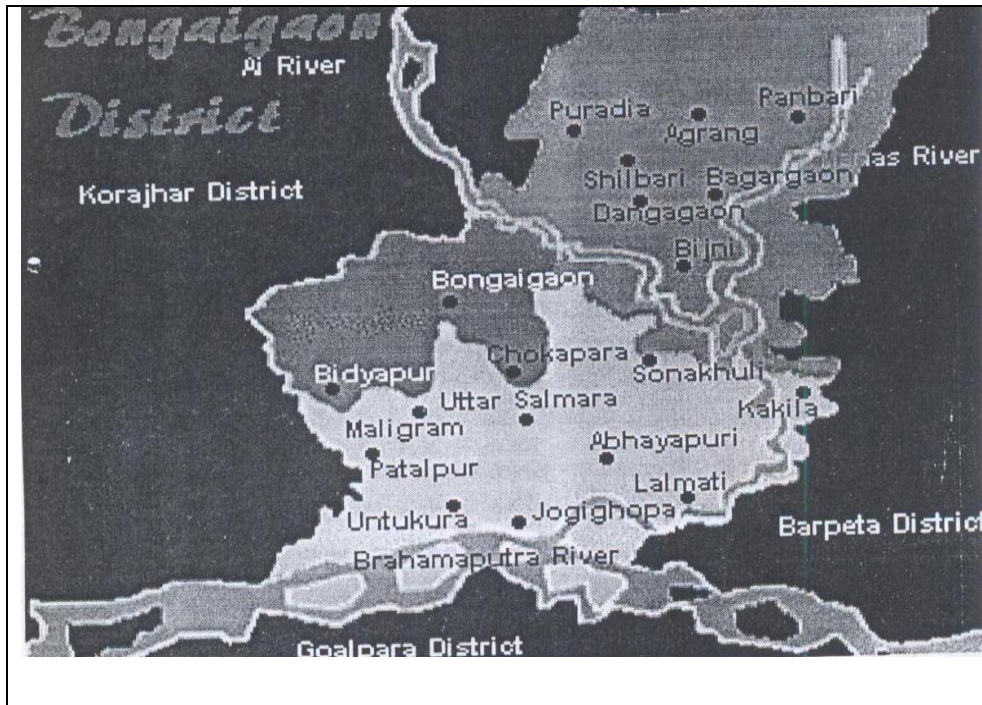 Bongaigaon
Ai River
District
Puradia
Panbari
Agrang
River
Korajhar District
Shilbari
Bagargaon
Dangagaon
Bijni
Bongaigaon
Chokapara
Sonakhuli
Bidyapur
Uttar Salmara
Kakila
Maligram
Abhayapuri
Patalpur
Lalmati
Untukura
Jogighopa
Barpeta District
Brahamaputra River
Goalpara District